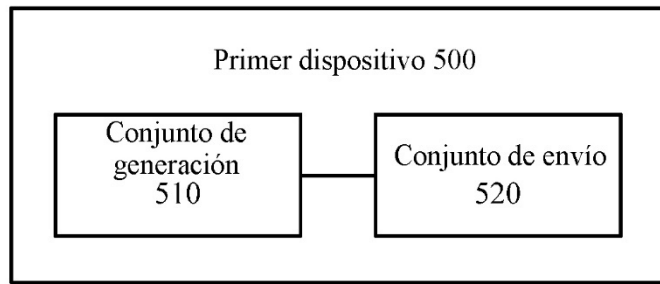 Primer dispositivo 500
Conjunto de
generación
510
Conjunto de envío
520